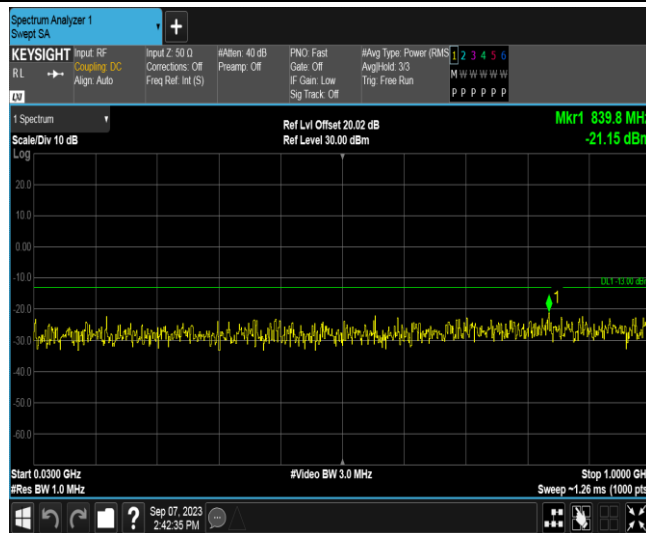 Spectrum Analyzer 1
Swept SA
+
KEYSIGHT
RL
LXI
Input: RF
Coupling: DC
Align: Auto
Input Z: 50 Ω
Corrections: Off
Freq Ref: Int (S)
#Atten: 40 dB
Preamp: Off
PNO: Fast
Gate: Off
IF Gain: Low
Sig Track: Off
#Avg Type: Power (RMS
Avg|Hold: 3/3
Trig: Free Run
1 2 3 4 5 6
M W W W W W
P P P P P P
1 Spectrum
Scale/Div 10 dB
Ref Lvl Offset 20.02 dB
Ref Level 30.00 dBm
Mkr1 839.8 MHz
-21.15 dBm
Log
20.0
10.0
0.00
-10.0
DL1 -13.00 dBm
1
-20.0
-30.0
-40.0
-50.0
-60.0
Start 0.0300 GHz
#Video BW 3.0 MHz
Stop 1.0000 GHz
#Res BW 1.0 MHz
Sweep ~1.26 ms (1000 pts)
?
Sep 07, 2023
2:42:35 PM